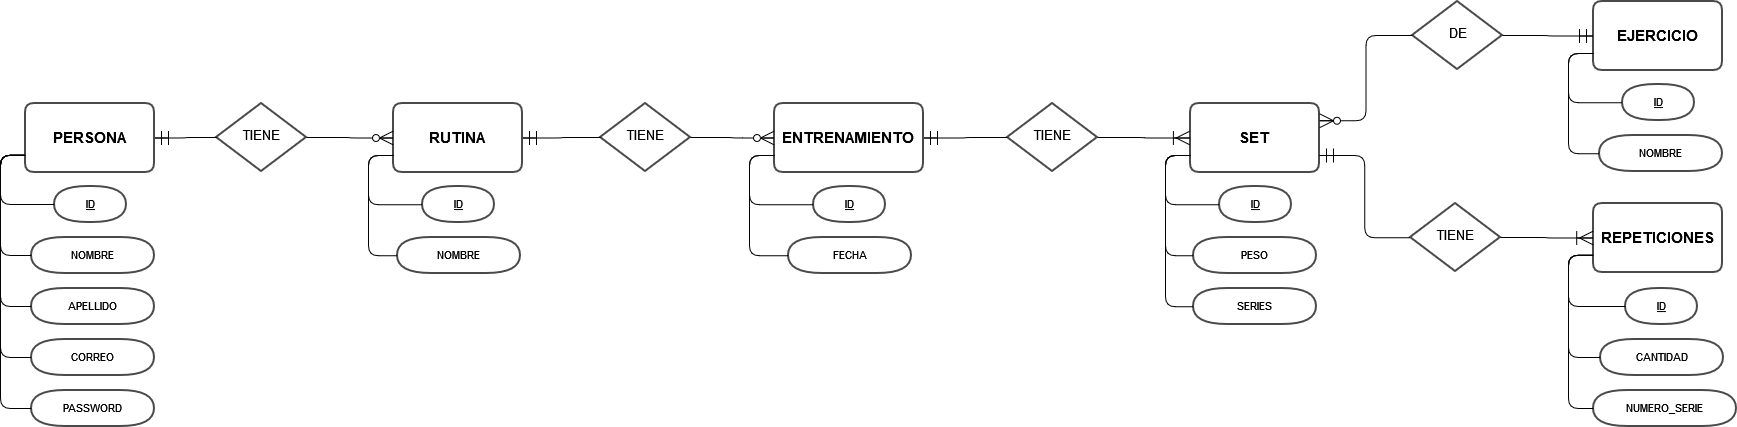 PERSONA
ID
NOMBRE
APELLIDO
CORREO
PASSWORD
TIENE
RUTINA
ID
NOMBRE
TIENE
ENTRENAMIENTO
ID
FECHA
TIENE
SET
ID
PESO
SERIES
DE
EJERCICIO
ID
NOMBRE
TIENE
REPETICIONES
ID
CANTIDAD
NUMERO_SERIE